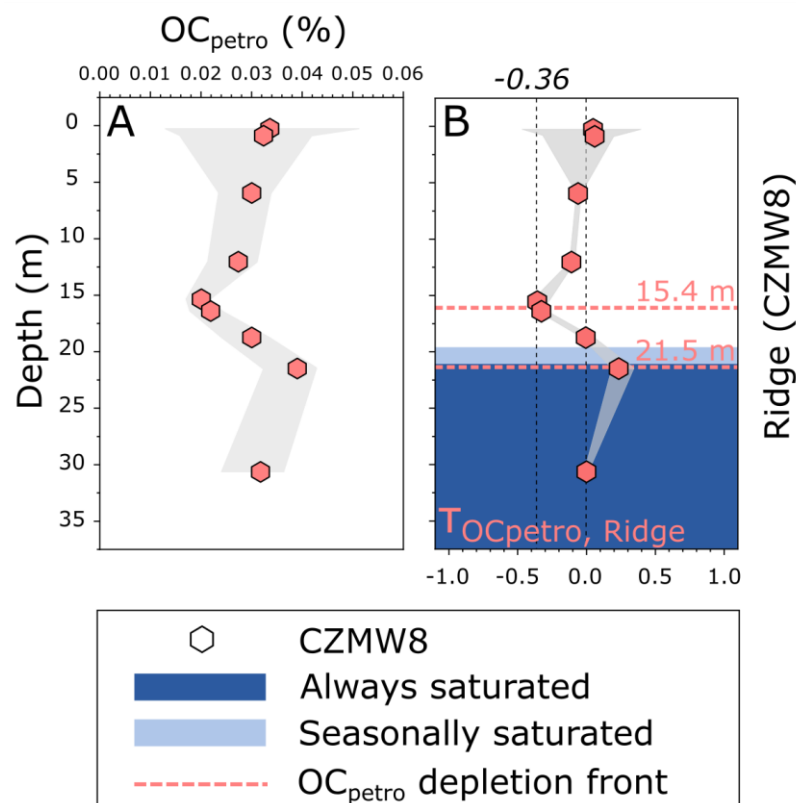 OCpetro (%)
0.00 0.01 0.02 0.03 0.04 0.05 0.06
-0.36
A
B
0
5
10
15
20
25
30
35
Depth (m)
15.4 m
21.5 m
Ridge (CZMW8)
TOCpetro, Ridge
-1.0 -0.5 0.0 0.5 1.0
CZMW8
Always saturated
Seasonally saturated
OCpetro depletion front